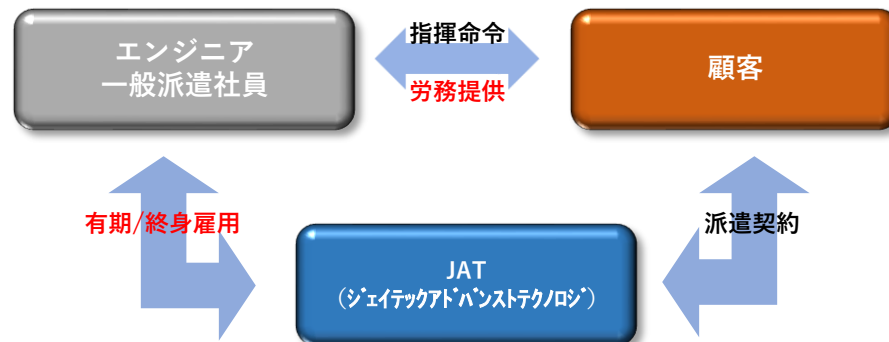 エンジニア
一般派遣社員
指揮命令
労務提供
顧客
有期/終身雇用
派遣契約
JAT
(ｼﾞｪｲﾃｯｸｱﾄﾞﾊﾞﾝｽﾄﾃｸﾉﾛｼﾞ)